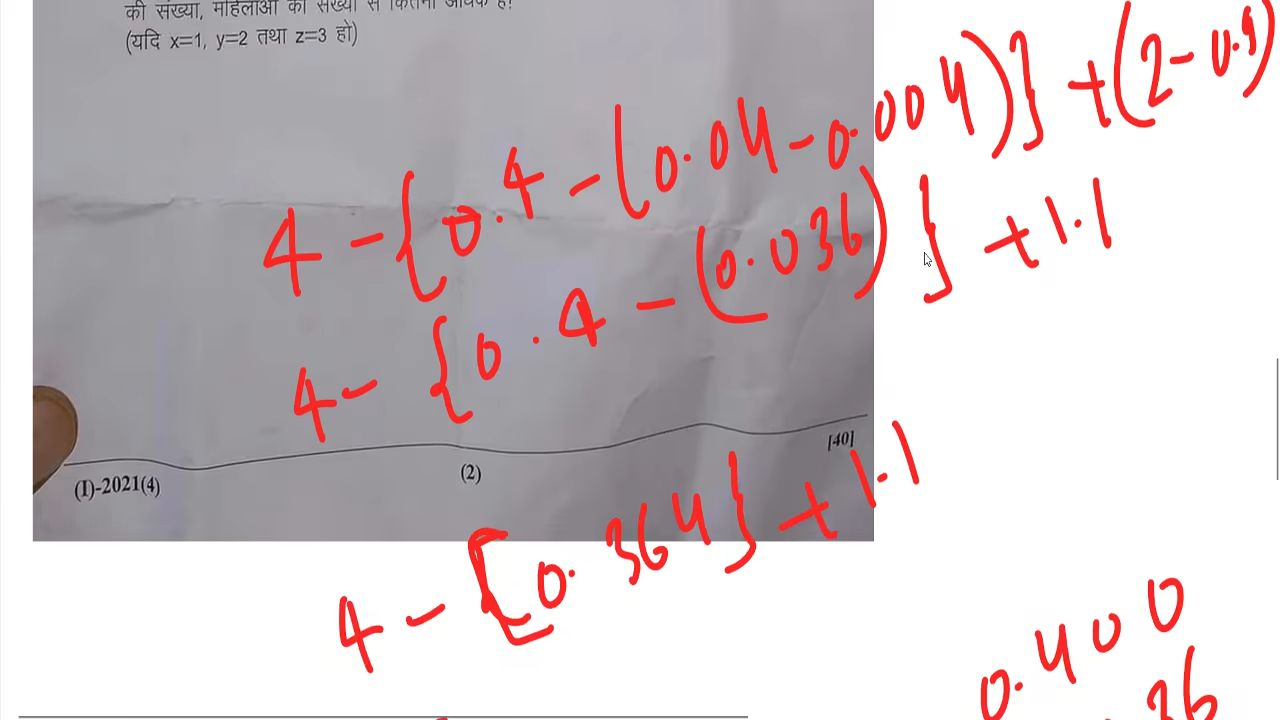 की संख्या, महिलाओं की संख्या से कितनी अधिक है?
(यदि x=1, y=2 तथा z=3 हो)
4 - {0.4 - (0.04 - 0.004)} + (2 - 0.9)
4 - {0.4 - (0.036)} + 1.1
[40]
(I)-2021(4)
(2)
4 - {0.364} + 1.1
0.400
36